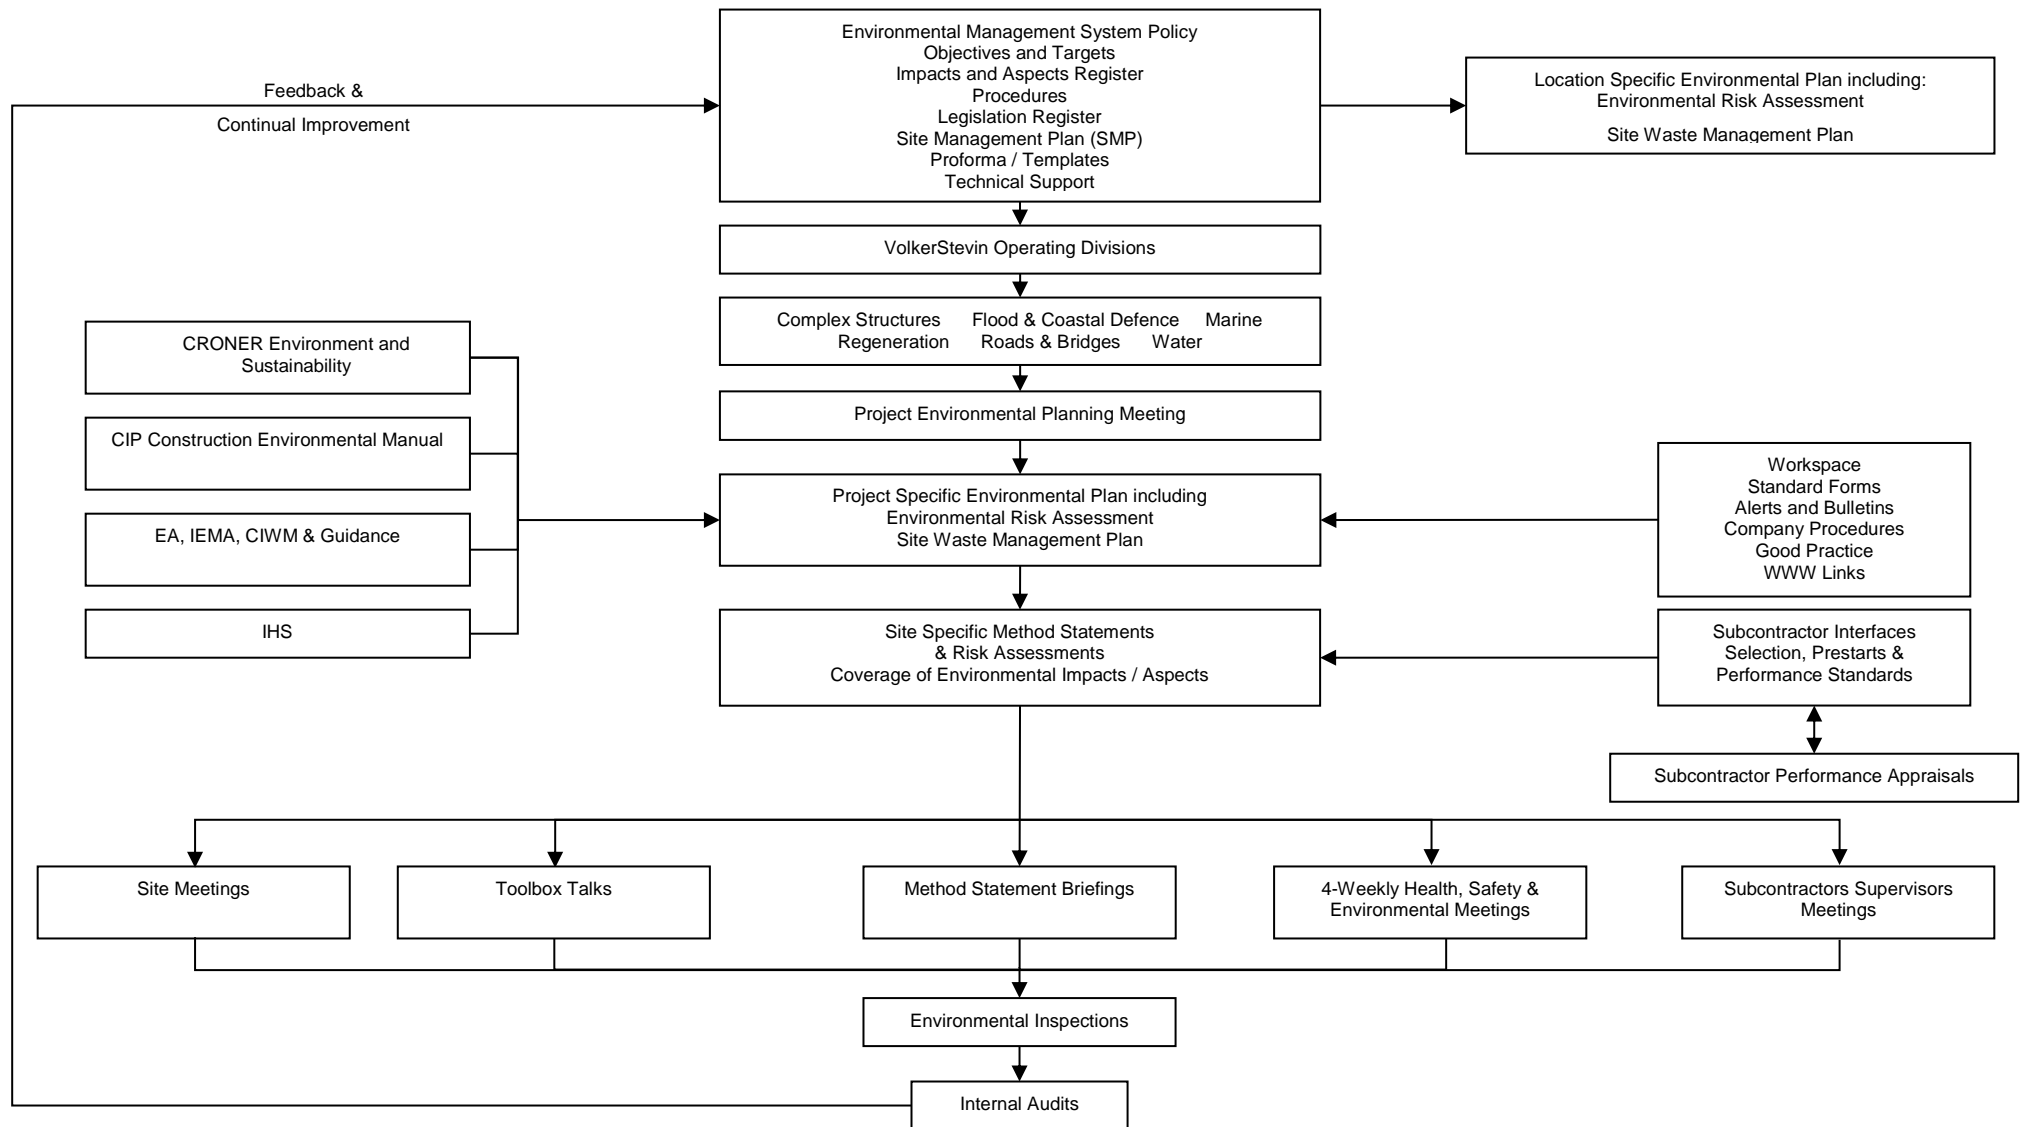 Environmental Management System Policy
Objectives and Targets
Impacts and Aspects Register
Procedures
Legislation Register
Site Management Plan (SMP)
Proforma / Templates
Technical Support
Feedback &
Continual Improvement
Location Specific Environmental Plan including:
Environmental Risk Assessment
Site Waste Management Plan
VolkerStevin Operating Divisions
Complex Structures Flood & Coastal Defence Marine
Regeneration Roads & Bridges Water
CRONER Environment and
Sustainability
CIP Construction Environmental Manual
EA, IEMA, CIWM & Guidance
IHS
Project Environmental Planning Meeting
Project Specific Environmental Plan including
Environmental Risk Assessment
Site Waste Management Plan
Workspace
Standard Forms
Alerts and Bulletins
Company Procedures
Good Practice
WWW Links
Site Specific Method Statements
& Risk Assessments
Coverage of Environmental Impacts / Aspects
Subcontractor Interfaces
Selection, Prestarts &
Performance Standards
Subcontractor Performance Appraisals
Site Meetings
Toolbox Talks
Method Statement Briefings
4-Weekly Health, Safety &
Environmental Meetings
Subcontractors Supervisors
Meetings
Environmental Inspections
Internal Audits